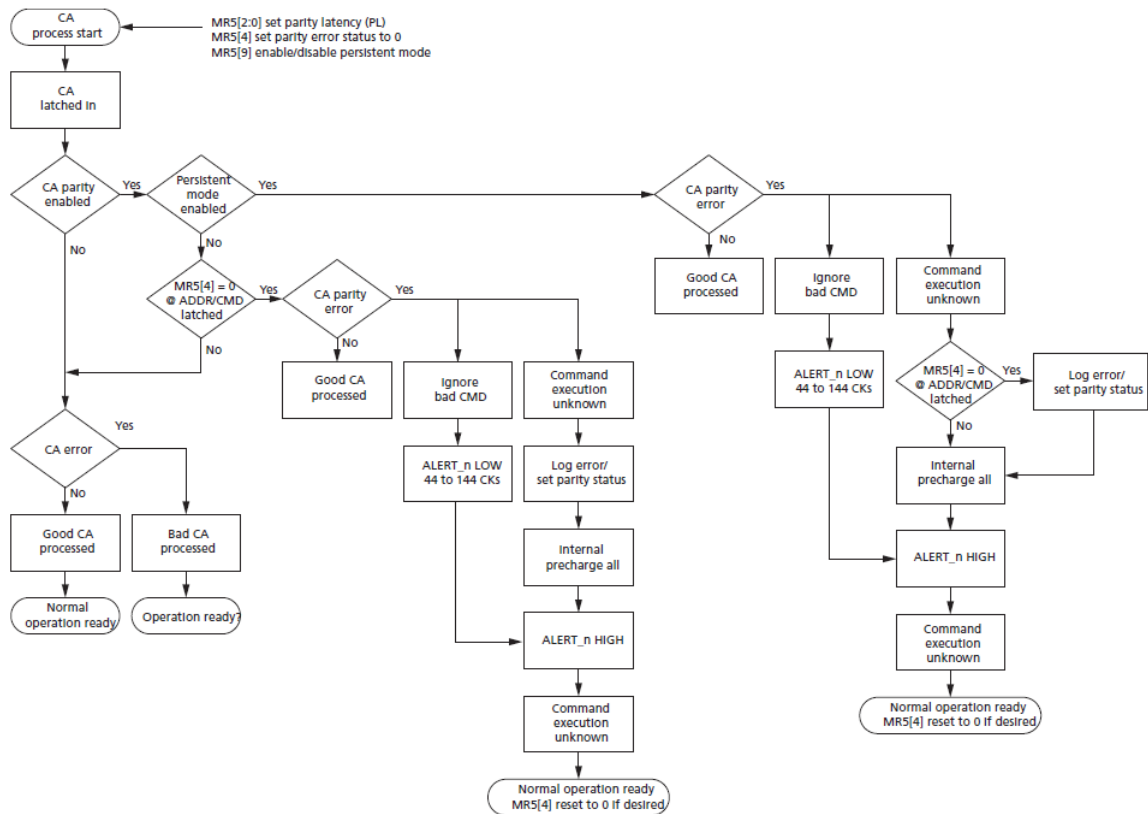 CA
process start
MR5[2:0] set parity latency (PL)
MR5[4] set parity error status to 0
MR5[9] enable/disable persistent mode
CA
latched in
CA parity
enabled
Yes
Persistent
mode
enabled
Yes
CA parity
error
Yes
No
No
No
MR5[4] = 0
@ ADDR/CMD
latched
Yes
CA parity
error
Yes
Good CA
processed
Ignore
bad CMD
Command
execution
unknown
No
No
Good CA
processed
Ignore
bad CMD
Command
execution
unknown
ALERT_n LOW
44 to 144 CKs
MR5[4] = 0
@ ADDR/CMD
latched
Yes
Log error/
set parity status
No
CA error
Yes
No
ALERT_n LOW
44 to 144 CKs
Log error/
set parity status
Internal
precharge all
Good CA
processed
Bad CA
processed
Internal
precharge all
ALERT_n HIGH
Normal
operation ready
Operation ready?
ALERT_n HIGH
Command
execution
unknown
Command
execution
unknown
Normal operation ready
MR5[4] reset to 0 if desired
Normal operation ready
MR5[4] reset to 0 if desired